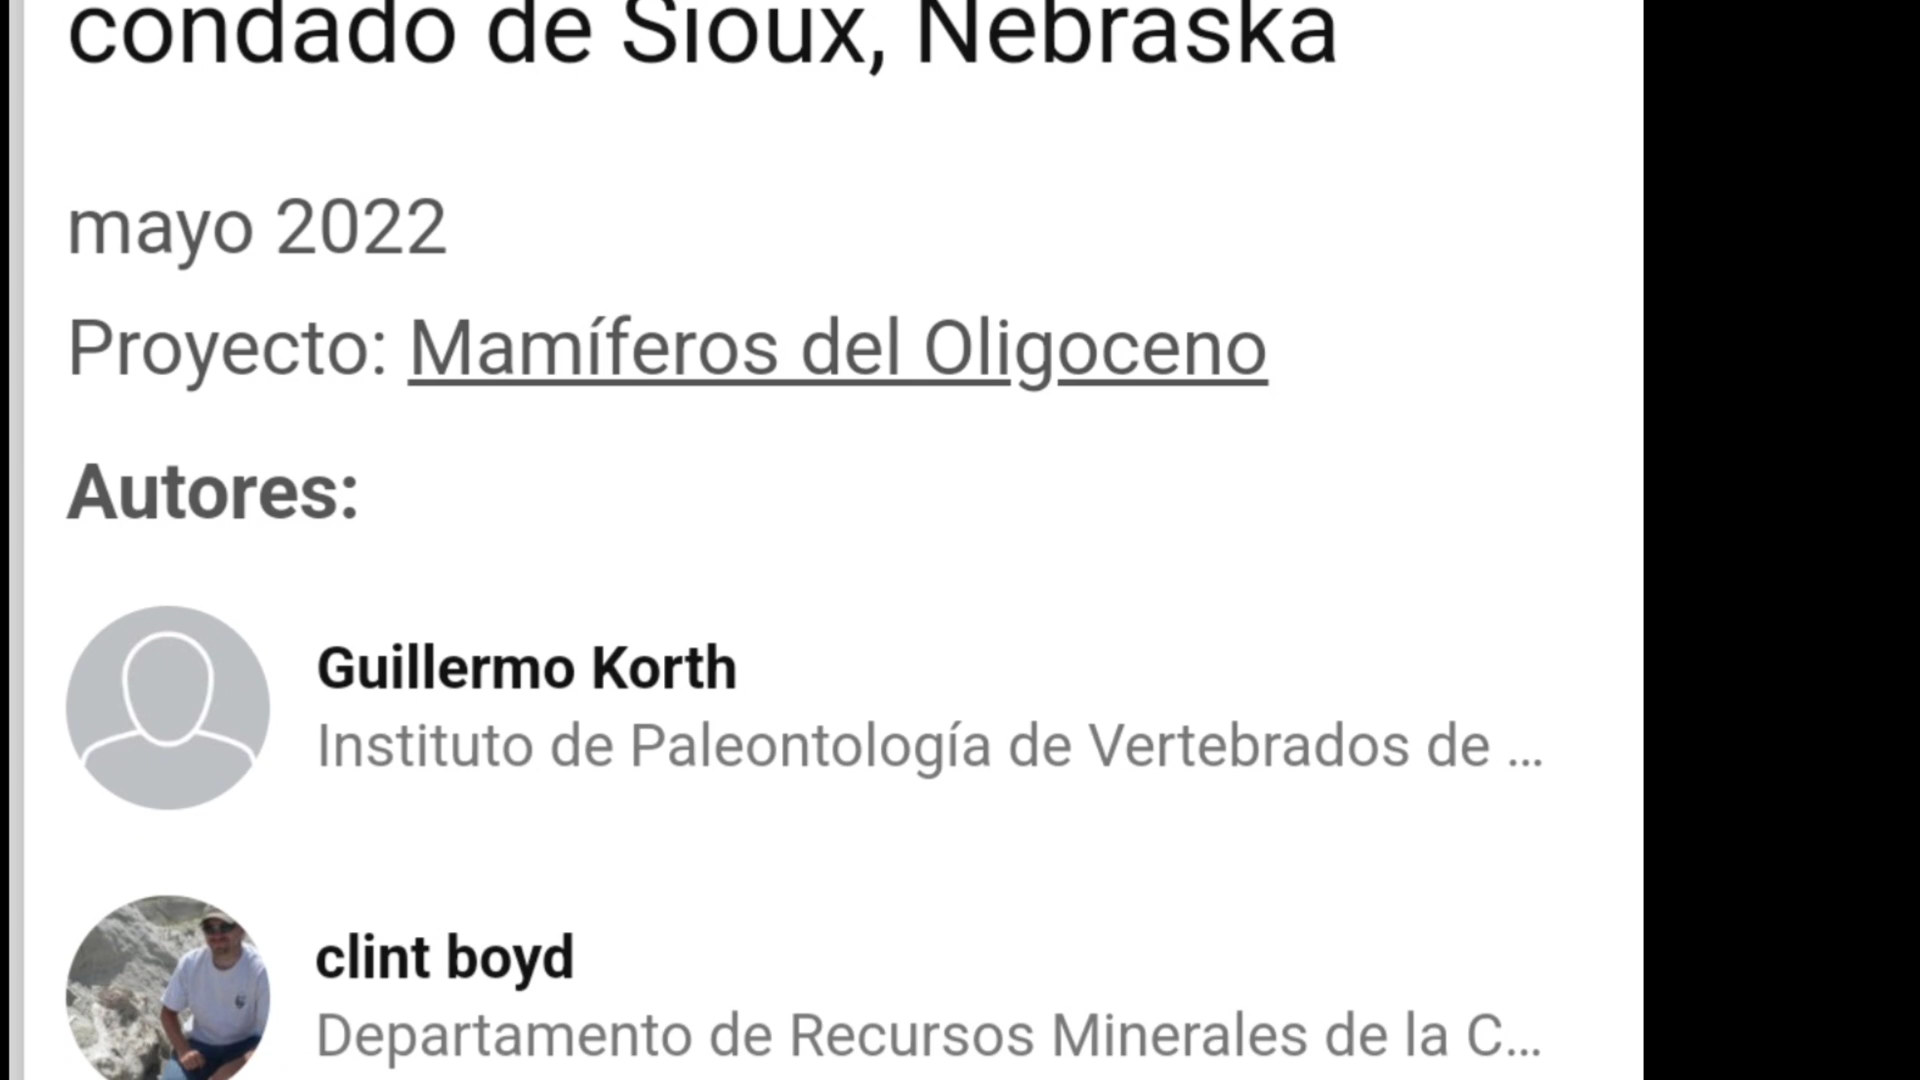 condado de Sioux, Nebraska
mayo 2022
Proyecto: Mamíferos del Oligoceno
Autores:
Guillermo Korth
Instituto de Paleontología de Vertebrados de ...
clint boyd
Departamento de Recursos Minerales de la C...